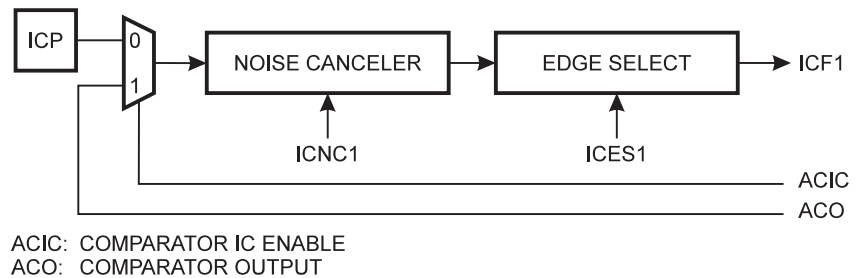 ICP
0
1
NOISE CANCELER
EDGE SELECT
ICF1
ICNC1
ICES1
ACIC
ACO
ACIC: COMPARATOR IC ENABLE
ACO: COMPARATOR OUTPUT